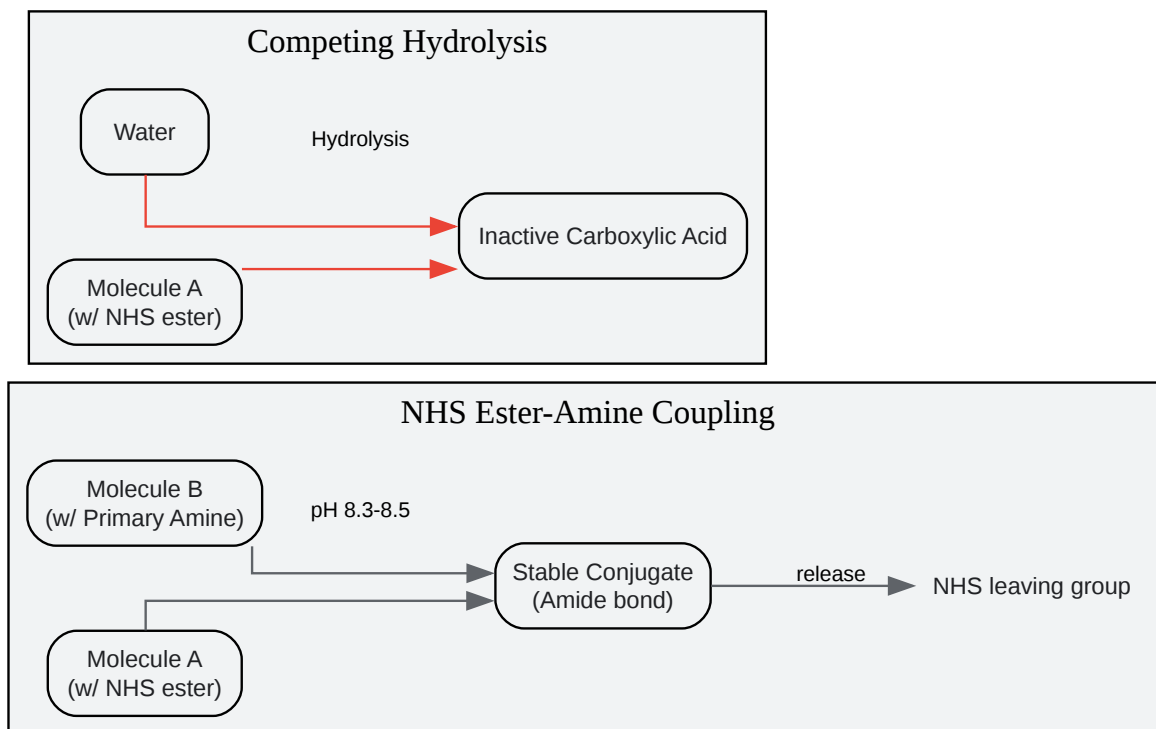 Competing Hydrolysis
Water
Hydrolysis
Inactive Carboxylic Acid
Molecule A
(w/ NHS ester)
NHS Ester-Amine Coupling
Molecule B
(w/ Primary Amine)
pH 8.3-8.5
Stable Conjugate
(Amide bond)
release
NHS leaving group
Molecule A
(w/ NHS ester)